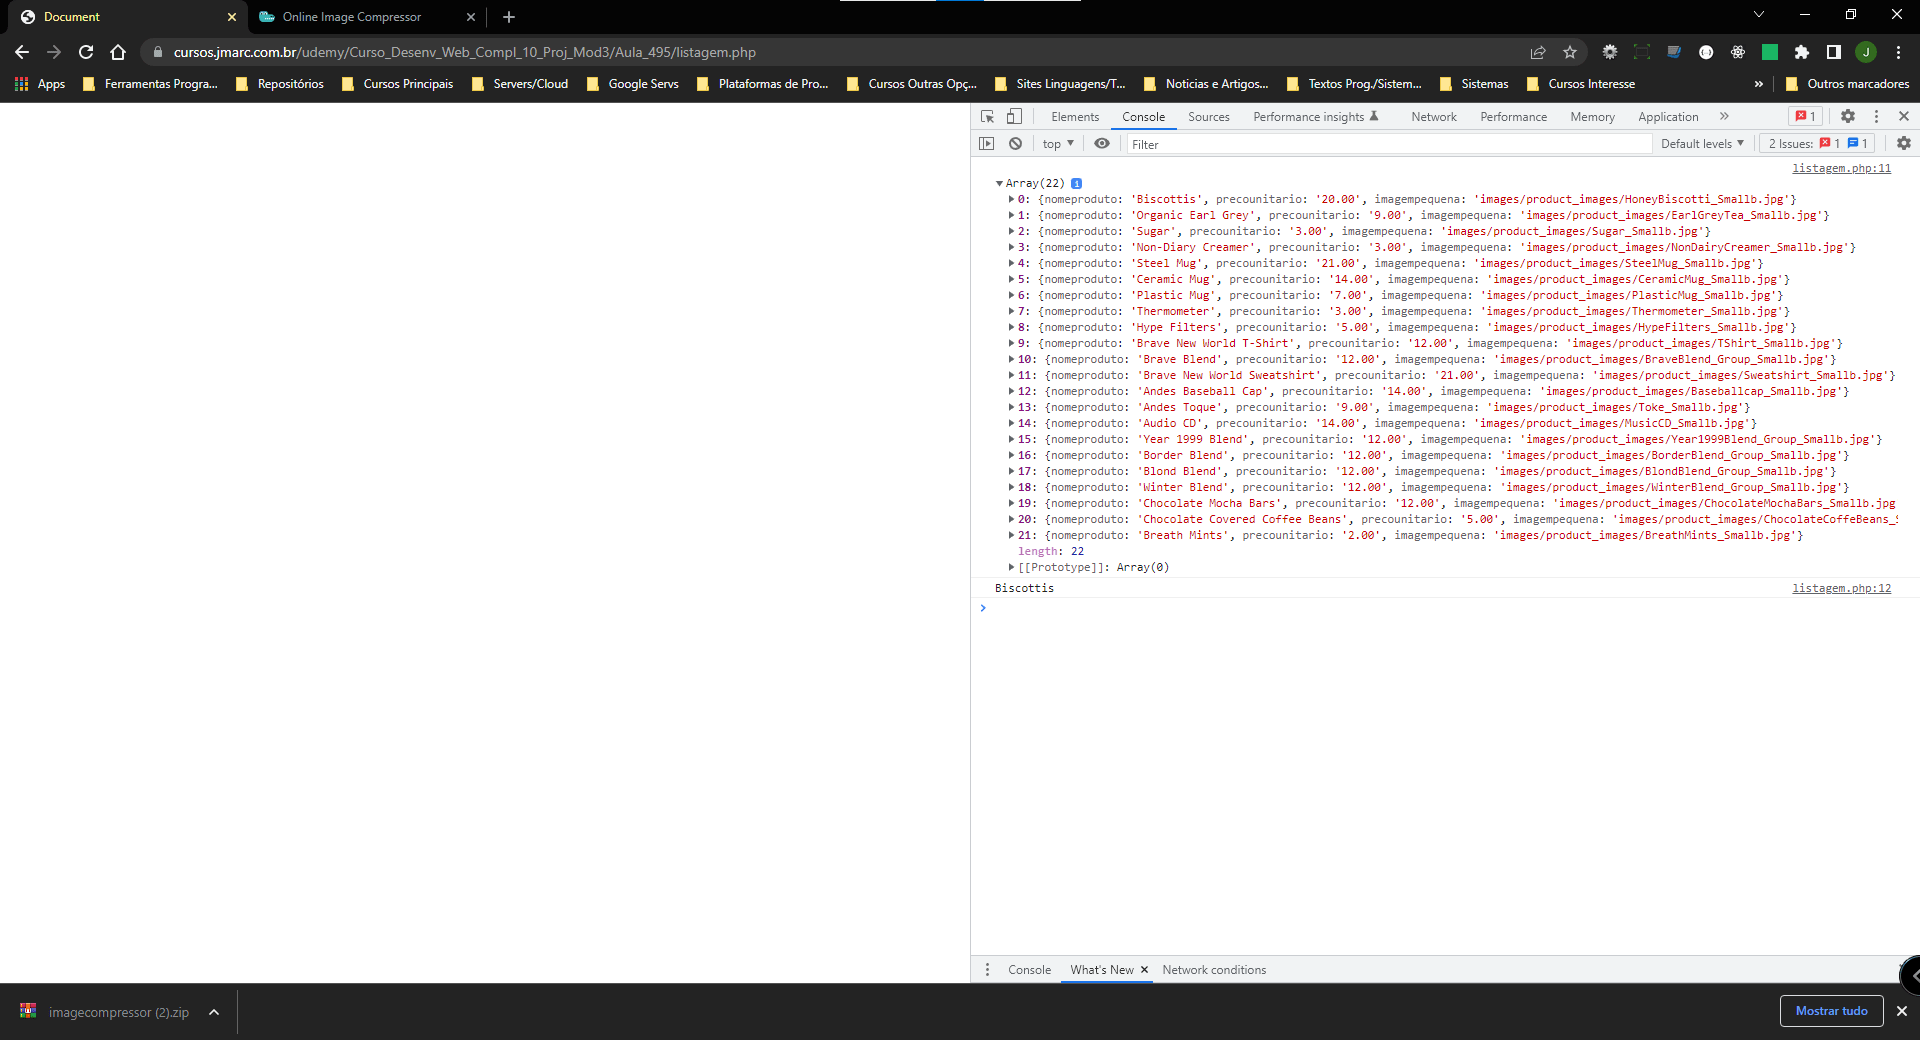 Document
Online Image Compressor
cursos.jmarc.com.br/udemy/Curso_Desenv_Web_Compl_10_Proj_Mod3/Aula_495/listagem.php
J
Apps Ferramentas Progra... Repositórios Cursos Principais Servers/Cloud Google Servs Plataformas de Pro... Cursos Outras Opç... Sites Linguagens/T... Noticias e Artigos... Textos Prog./Sistem... Sistemas Cursos Interesse » Outros marcadores
Elements Console Sources Performance insights Network Performance Memory Application » 1
top Filter Default levels 2 Issues: 1 1
listagem.php:11
Array(22) i
0: {nomeproduto: 'Biscottis', precounitario: '20.00', imagempequena: 'images/product_images/HoneyBiscotti_Smallb.jpg'}
1: {nomeproduto: 'Organic Earl Grey', precounitario: '9.00', imagempequena: 'images/product_images/EarlGreyTea_Smallb.jpg'}
2: {nomeproduto: 'Sugar', precounitario: '3.00', imagempequena: 'images/product_images/Sugar_Smallb.jpg'}
3: {nomeproduto: 'Non-Diary Creamer', precounitario: '3.00', imagempequena: 'images/product_images/NonDairyCreamer_Smallb.jpg'}
4: {nomeproduto: 'Steel Mug', precounitario: '21.00', imagempequena: 'images/product_images/SteelMug_Smallb.jpg'}
5: {nomeproduto: 'Ceramic Mug', precounitario: '14.00', imagempequena: 'images/product_images/CeramicMug_Smallb.jpg'}
6: {nomeproduto: 'Plastic Mug', precounitario: '7.00', imagempequena: 'images/product_images/PlasticMug_Smallb.jpg'}
7: {nomeproduto: 'Thermometer', precounitario: '3.00', imagempequena: 'images/product_images/Thermometer_Smallb.jpg'}
8: {nomeproduto: 'Hype Filters', precounitario: '5.00', imagempequena: 'images/product_images/HypeFilters_Smallb.jpg'}
9: {nomeproduto: 'Brave New World T-Shirt', precounitario: '12.00', imagempequena: 'images/product_images/TShirt_Smallb.jpg'}
10: {nomeproduto: 'Brave Blend', precounitario: '12.00', imagempequena: 'images/product_images/BraveBlend_Group_Smallb.jpg'}
11: {nomeproduto: 'Brave New World Sweatshirt', precounitario: '21.00', imagempequena: 'images/product_images/Sweatshirt_Smallb.jpg'}
12: {nomeproduto: 'Andes Baseball Cap', precounitario: '14.00', imagempequena: 'images/product_images/Baseballcap_Smallb.jpg'}
13: {nomeproduto: 'Andes Toque', precounitario: '9.00', imagempequena: 'images/product_images/Toke_Smallb.jpg'}
14: {nomeproduto: 'Audio CD', precounitario: '14.00', imagempequena: 'images/product_images/MusicCD_Smallb.jpg'}
15: {nomeproduto: 'Year 1999 Blend', precounitario: '12.00', imagempequena: 'images/product_images/Year1999Blend_Group_Smallb.jpg'}
16: {nomeproduto: 'Border Blend', precounitario: '12.00', imagempequena: 'images/product_images/BorderBlend_Group_Smallb.jpg'}
17: {nomeproduto: 'Blond Blend', precounitario: '12.00', imagempequena: 'images/product_images/BlondBlend_Group_Smallb.jpg'}
18: {nomeproduto: 'Winter Blend', precounitario: '12.00', imagempequena: 'images/product_images/WinterBlend_Group_Smallb.jpg'}
19: {nomeproduto: 'Chocolate Mocha Bars', precounitario: '12.00', imagempequena: 'images/product_images/ChocolateMochaBars_Smallb.jpg
20: {nomeproduto: 'Chocolate Covered Coffee Beans', precounitario: '5.00', imagempequena: 'images/product_images/ChocolateCoffeBeans_S
21: {nomeproduto: 'Breath Mints', precounitario: '2.00', imagempequena: 'images/product_images/BreathMints_Smallb.jpg'}
length: 22
[[Prototype]]: Array(0)
Biscottis listagem.php:12
Console What's New Network conditions
imagecompressor (2).zip Mostrar tudo